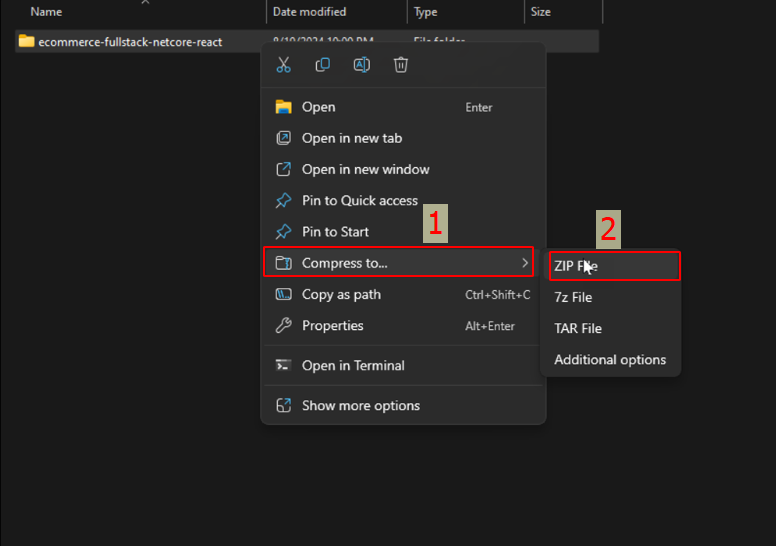 Name Date modified Type Size
ecommerce-fullstack-netcore-react 8/10/2024 10:00 PM File folder
Open Enter
Open in new tab
Open in new window
Pin to Quick access
1
2
Pin to Start
Compress to...
ZIP File
7z File
Copy as path Ctrl+Shift+C
TAR File
Properties Alt+Enter
Additional options
Open in Terminal
Show more options